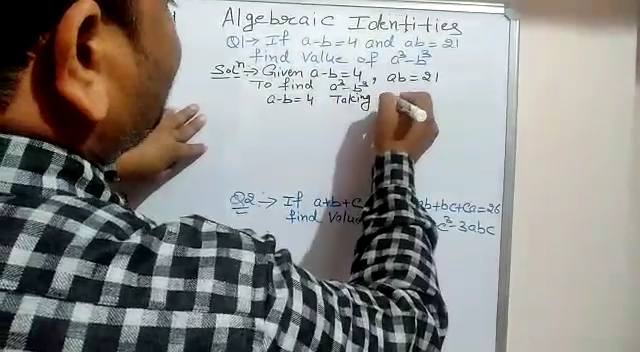 Algebraic Identities
Q1→ If a-b=4 and ab=21
find value of a³-b³
Solⁿ→ Given a-b=4, ab=21
To find a³-b³
a-b=4 Taking
Q2:→ If a+b+c ab+bc+ca=26
find value c³-3abc